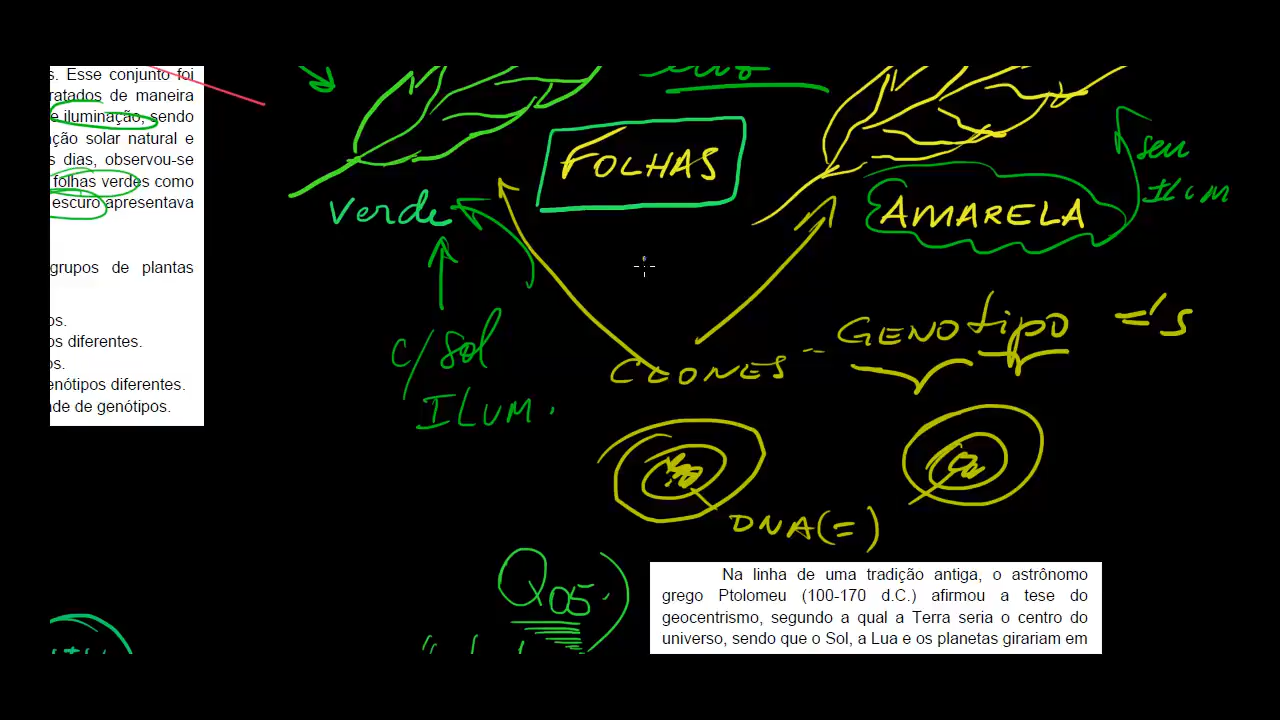 s. Esse conjunto foi
ratados de maneira
e iluminação, sendo
ação solar natural e
s dias, observou-se
folhas verdes como
escuro apresentava
grupos de plantas
os.
os diferentes.
os.
enótipos diferentes.
ade de genótipos.
FOLHAS
Verde
AMARELA
sem
ILUM
c/ Sol
ILUM.
CLONES - GENOtipo ='s
DNA(=)
Q05.
Na linha de uma tradição antiga, o astrônomo
grego Ptolomeu (100-170 d.C.) afirmou a tese do
geocentrismo, segundo a qual a Terra seria o centro do
universo, sendo que o Sol, a Lua e os planetas girariam em